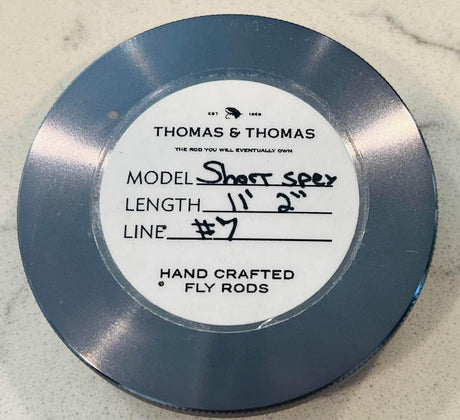 EST 1969
THOMAS & THOMAS
THE ROD YOU WILL EVENTUALLY OWN
MODEL Short spey
LENGTH 11' 2"
LINE #7
HAND CRAFTED
FLY RODS